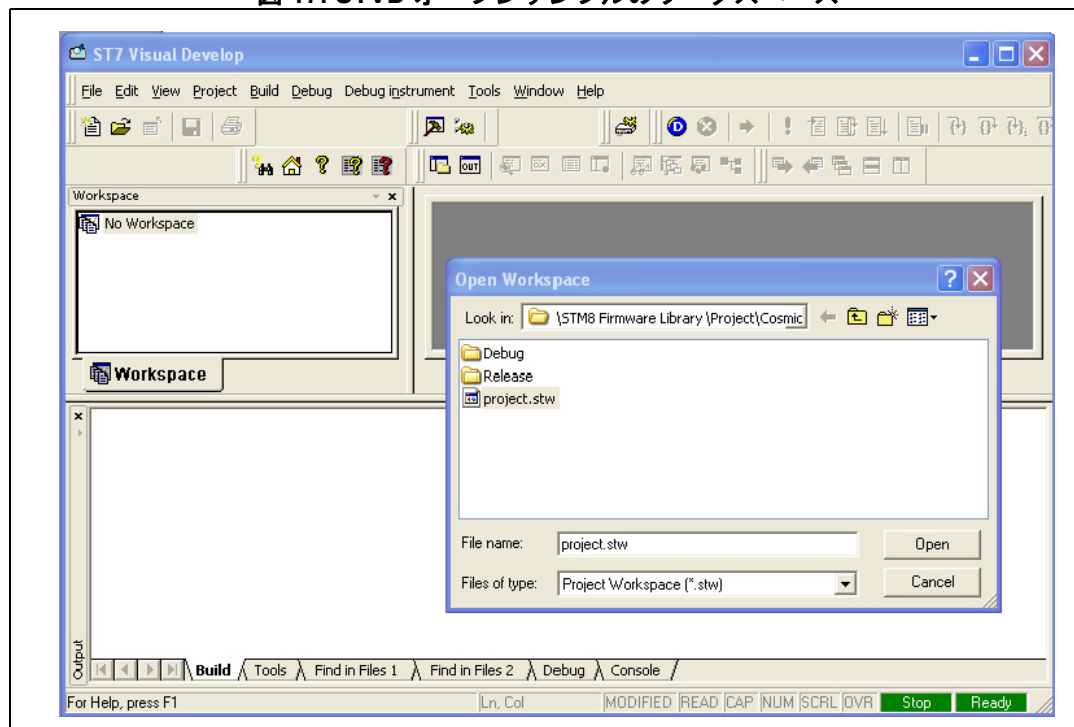 ST7 Visual Develop
File Edit View Project Build Debug Debug instrument Tools Window Help
D
OUT
Workspace
No Workspace
Workspace
Open Workspace
Look in: \STM8 Firmware Library \Project\Cosmic
Debug
Release
project.stw
File name: project.stw Open
Files of type: Project Workspace (*.stw) Cancel
Output
Build Tools Find in Files 1 Find in Files 2 Debug Console
For Help, press F1 Ln, Col MODIFIED READ CAP NUM SCRL OVR Stop Ready